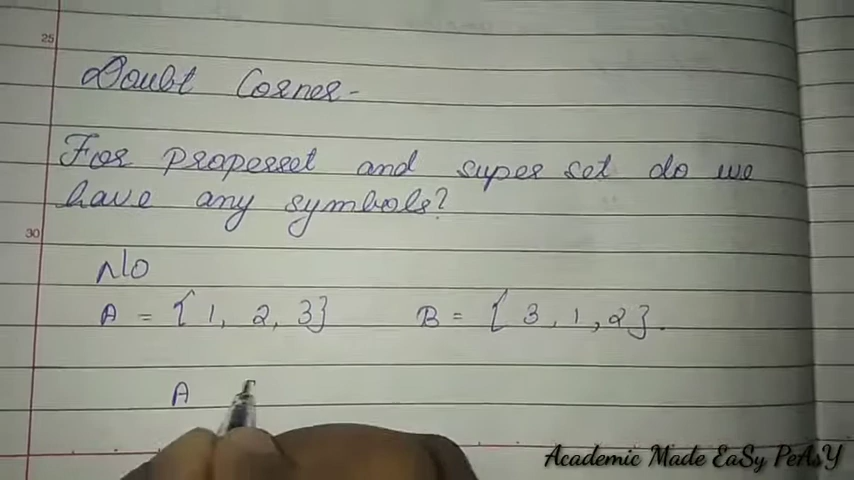 25
Doubt Corner-
For properset and super set do we
have any symbols?
30
NO
A = { 1, 2, 3} B = { 3, 1, 2}.
A
Academic Made EaSy PeAsY